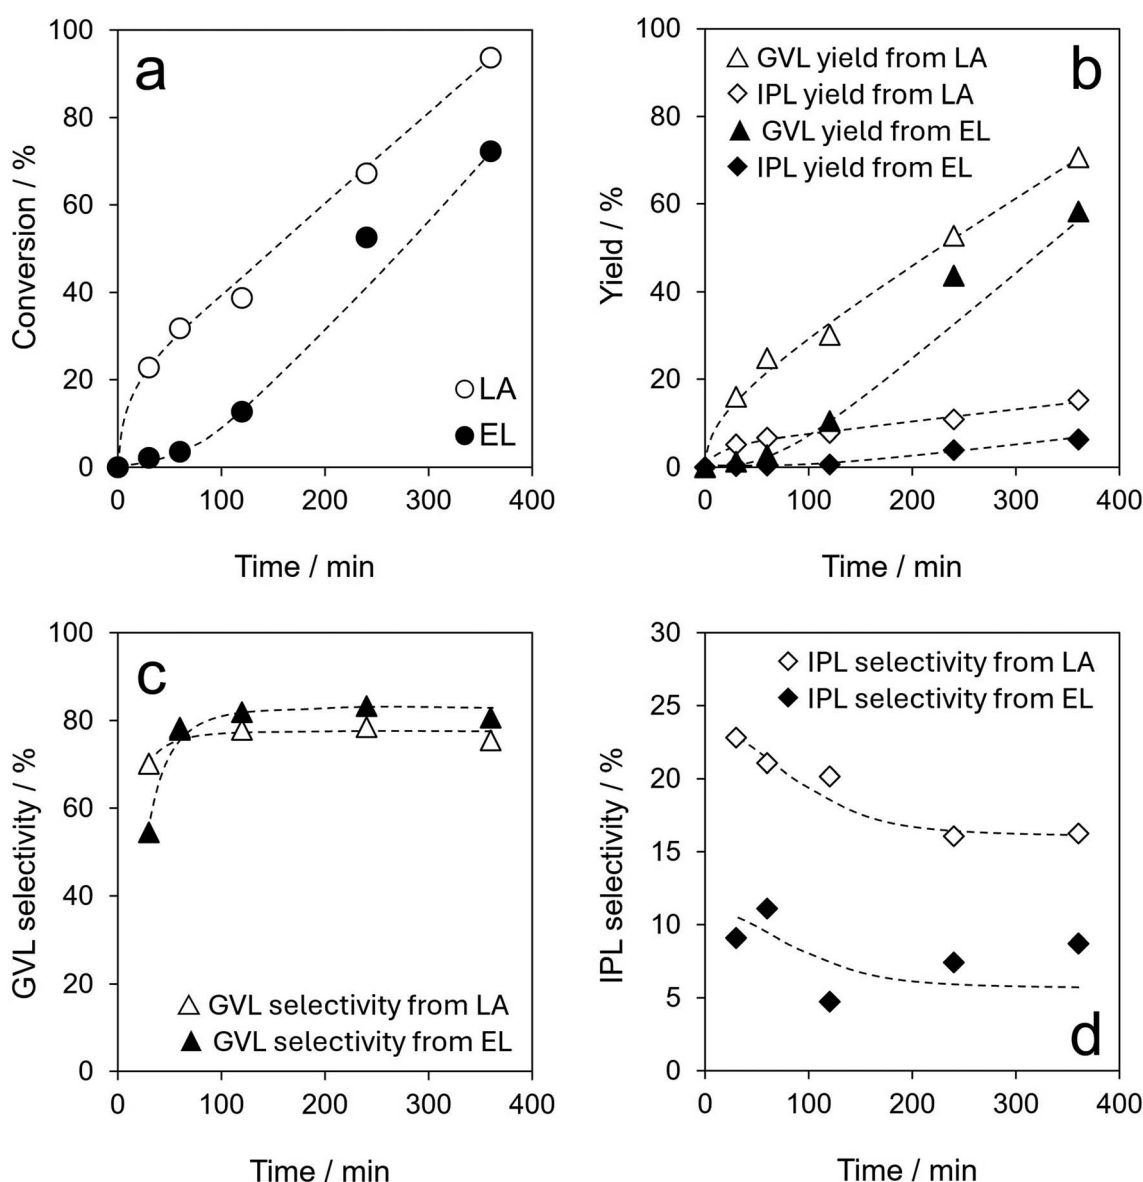 a
100
80
60
40
20
0
Conversion / %
LA
EL
0 100 200 300 400
Time / min
b
GVL yield from LA
IPL yield from LA
GVL yield from EL
IPL yield from EL
100
80
60
40
20
0
Yield / %
0 100 200 300 400
Time / min
c
100
80
60
40
20
0
GVL selectivity / %
GVL selectivity from LA
GVL selectivity from EL
0 100 200 300 400
Time / min
IPL selectivity from LA
IPL selectivity from EL
30
25
20
15
10
5
0
IPL selectivity / %
d
0 100 200 300 400
Time / min